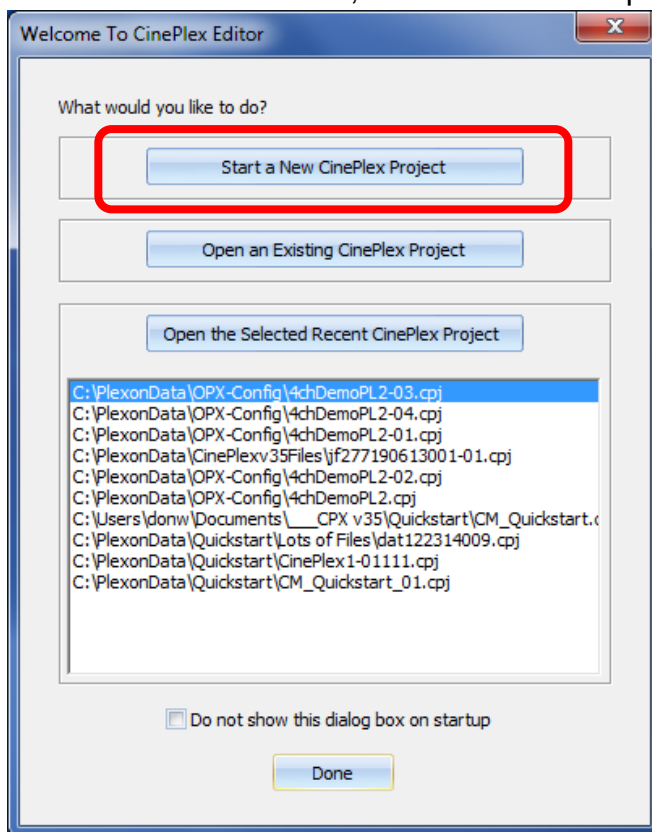 Welcome To CinePlex Editor
What would you like to do?
Start a New CinePlex Project
Open an Existing CinePlex Project
Open the Selected Recent CinePlex Project
C:\PlexonData\OPX-Config\4chDemoPL2-03.cpj
C:\PlexonData\OPX-Config\4chDemoPL2-04.cpj
C:\PlexonData\OPX-Config\4chDemoPL2-01.cpj
C:\PlexonData\CinePlexv35Files\jf277190613001-01.cpj
C:\PlexonData\OPX-Config\4chDemoPL2-02.cpj
C:\PlexonData\OPX-Config\4chDemoPL2.cpj
C:\Users\donw\Documents\___CPX v35\Quickstart\CM_Quickstart.c
C:\PlexonData\Quickstart\Lots of Files\dat122314009.cpj
C:\PlexonData\Quickstart\CinePlex1-01111.cpj
C:\PlexonData\Quickstart\CM_Quickstart_01.cpj
Do not show this dialog box on startup
Done